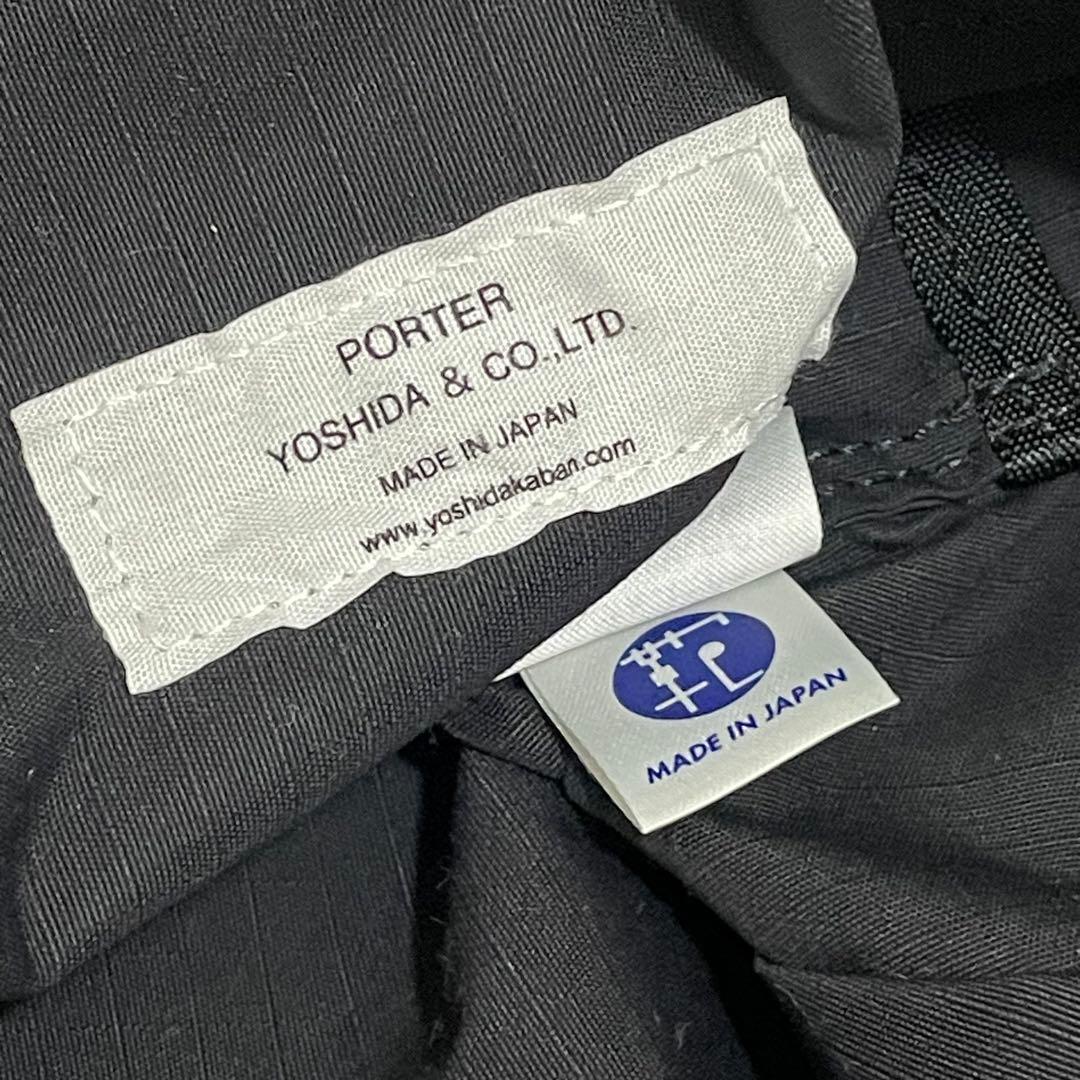 PORTER
YOSHIDA & CO.,LTD.
MADE IN JAPAN
www.yoshidakaban.com
MADE IN JAPAN